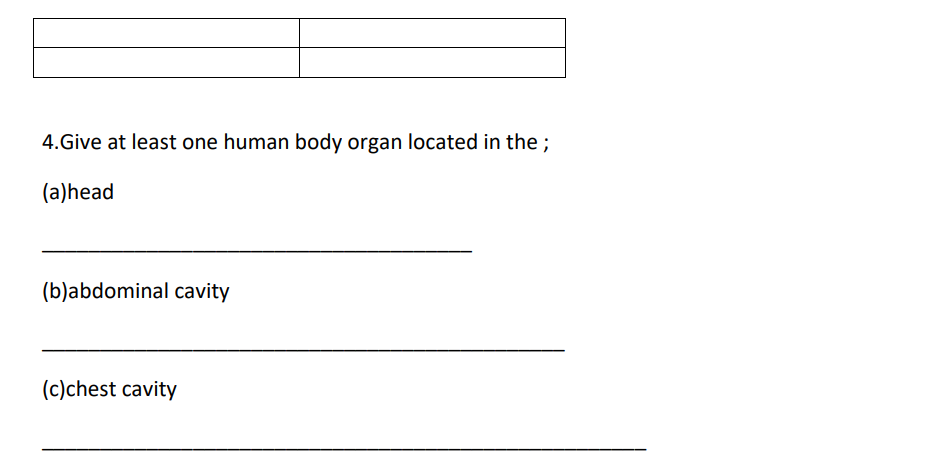 4.Give at least one human body organ located in the ;
(a)head
(b)abdominal cavity
(c)chest cavity